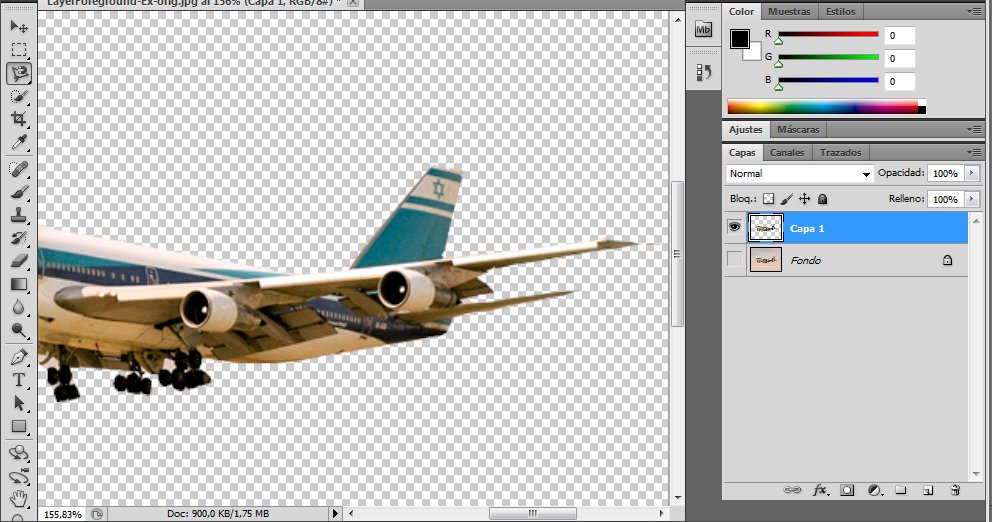 LayerForeground-Ex-orig.jpg al 156% (Capa 1, RGB/8#) *
Mb
Color Muestras Estilos
R 0
G 0
B 0
Ajustes Máscaras
Capas Canales Trazados
Normal Opacidad: 100%
Bloq.: Relleno: 100%
Capa 1
Fondo
T
fx
155,83% Doc: 900,0 KB/1,75 MB